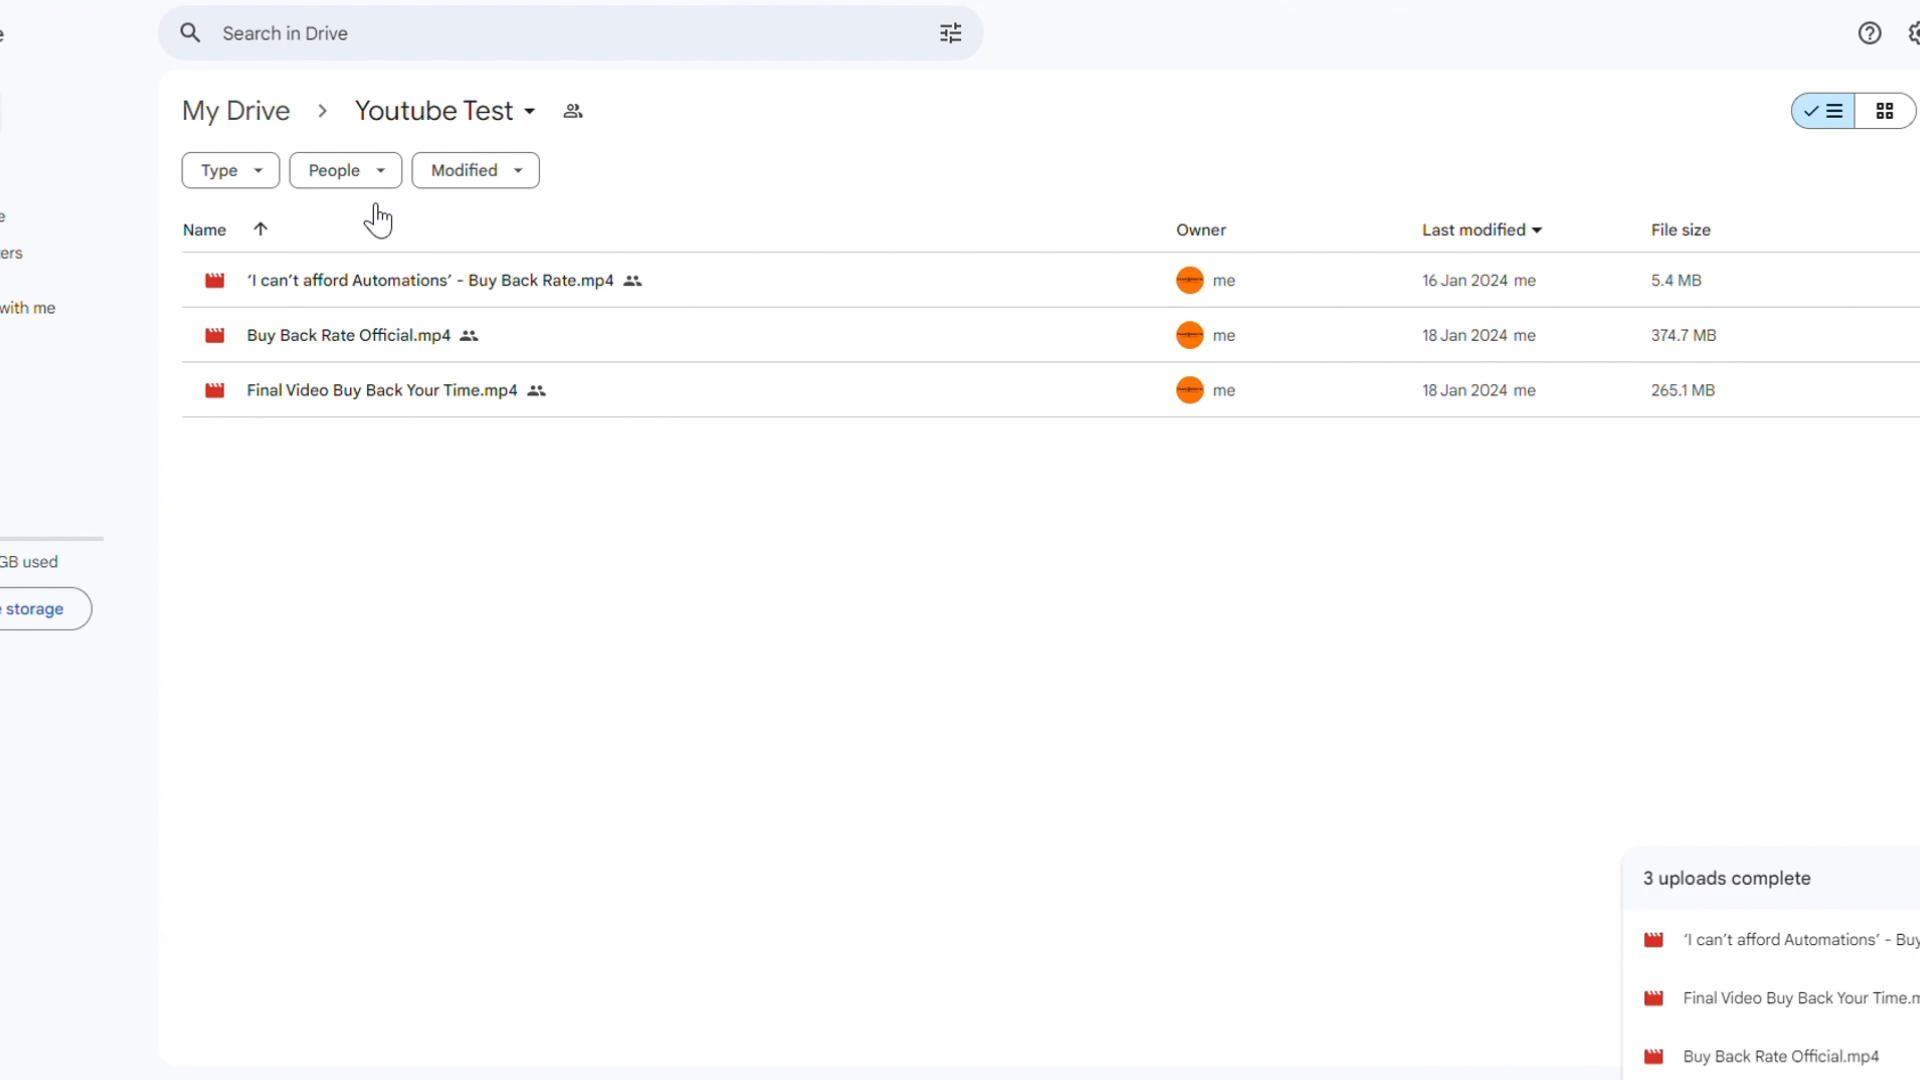 Search in Drive
My Drive > Youtube Test
Type People Modified
Name Owner Last modified File size
‘I can’t afford Automations’ - Buy Back Rate.mp4 me 16 Jan 2024 me 5.4 MB
Buy Back Rate Official.mp4 me 18 Jan 2024 me 374.7 MB
Final Video Buy Back Your Time.mp4 me 18 Jan 2024 me 265.1 MB
e
e
ers
with me
GB used
e storage
3 uploads complete
‘I can’t afford Automations’ - Buy
Final Video Buy Back Your Time.m
Buy Back Rate Official.mp4